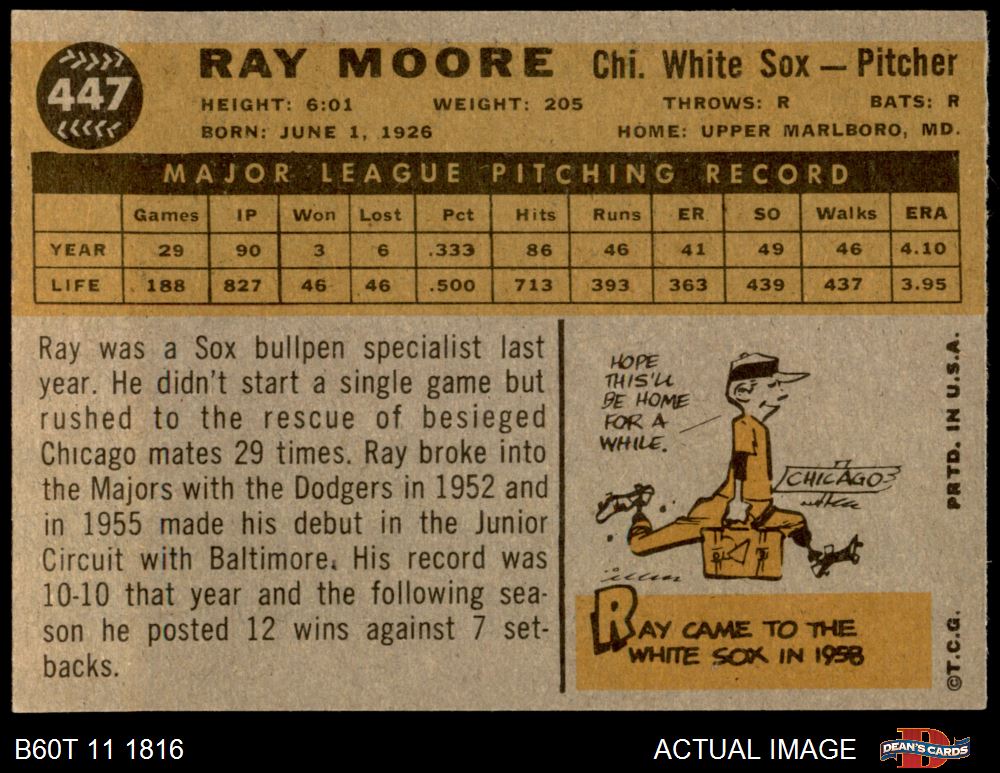 447
RAY MOORE Chi. White Sox — Pitcher
HEIGHT: 6:01 WEIGHT: 205 THROWS: R BATS: R
BORN: JUNE 1, 1926 HOME: UPPER MARLBORO, MD.
MAJOR LEAGUE PITCHING RECORD
Games IP Won Lost Pct Hits Runs ER SO Walks ERA
YEAR 29 90 3 6 .333 86 46 41 49 46 4.10
LIFE 188 827 46 46 .500 713 393 363 439 437 3.95
Ray was a Sox bullpen specialist last
year. He didn't start a single game but
rushed to the rescue of besieged
Chicago mates 29 times. Ray broke into
the Majors with the Dodgers in 1952 and
in 1955 made his debut in the Junior
Circuit with Baltimore. His record was
10-10 that year and the following sea-
son he posted 12 wins against 7 set-
backs.
HOPE
THIS'LL
BE HOME
FOR A
WHILE.
CHICAGO
RAY CAME TO THE
WHITE SOX IN 1958
©T.C.G. PRTD. IN U.S.A.
B60T 11 1816 ACTUAL IMAGE
DEAN'S CARDS